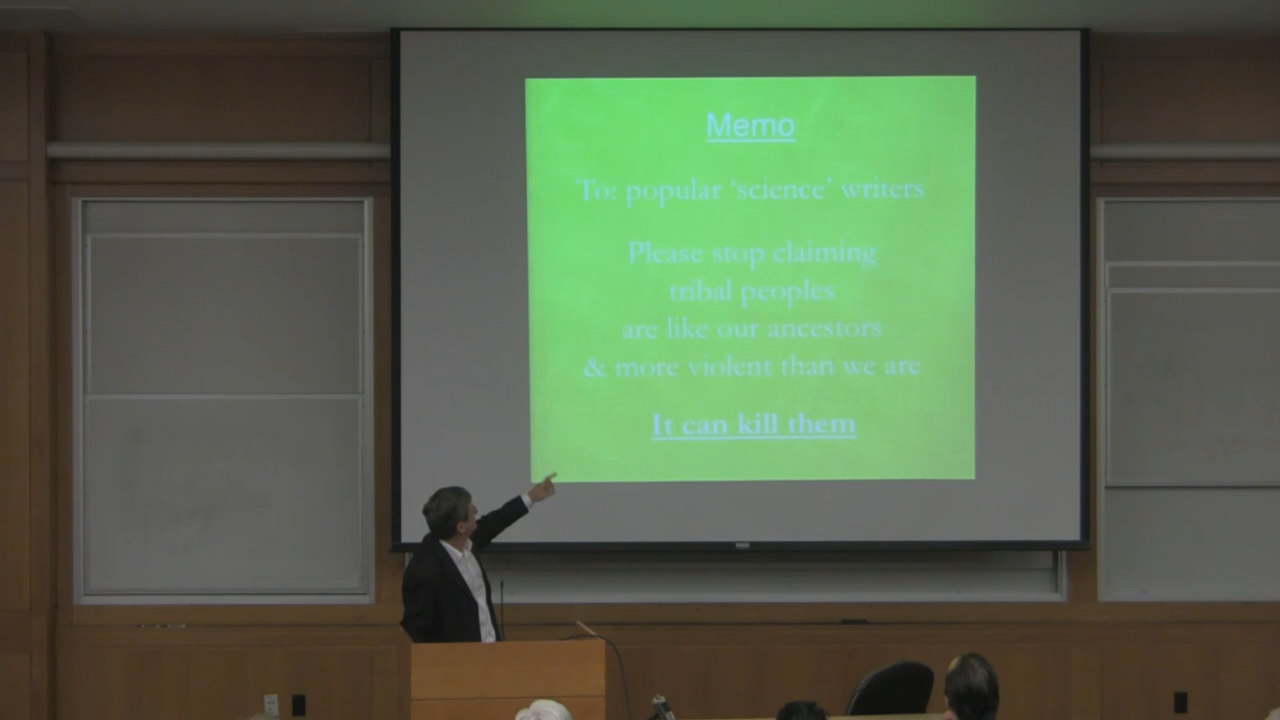 Memo
To: popular ‘science’ writers
Please stop claiming
tribal peoples
are like our ancestors
& more violent than we are
It can kill them